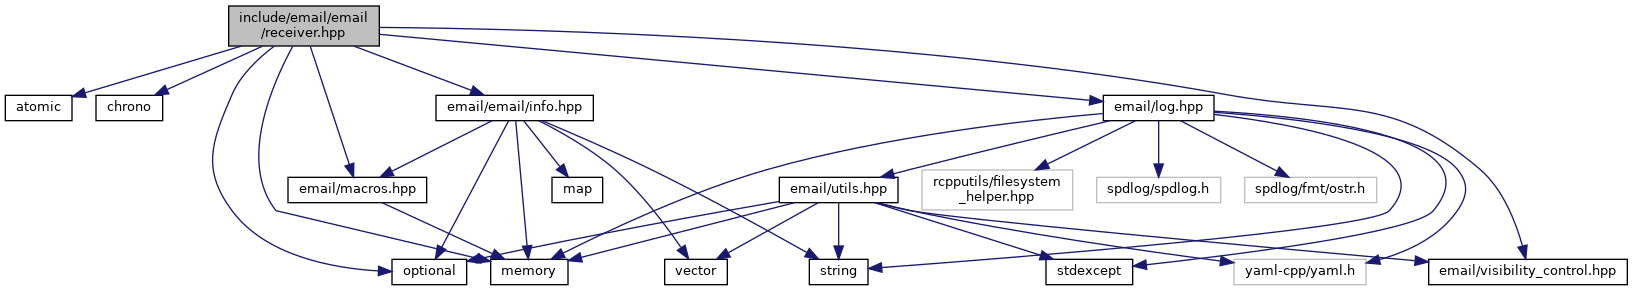 include/email/email
/receiver.hpp
atomic
chrono
email/email/info.hpp
email/log.hpp
email/macros.hpp
map
email/utils.hpp
rcpputils/filesystem
_helper.hpp
spdlog/spdlog.h
spdlog/fmt/ostr.h
optional
memory
vector
string
stdexcept
yaml-cpp/yaml.h
email/visibility_control.hpp